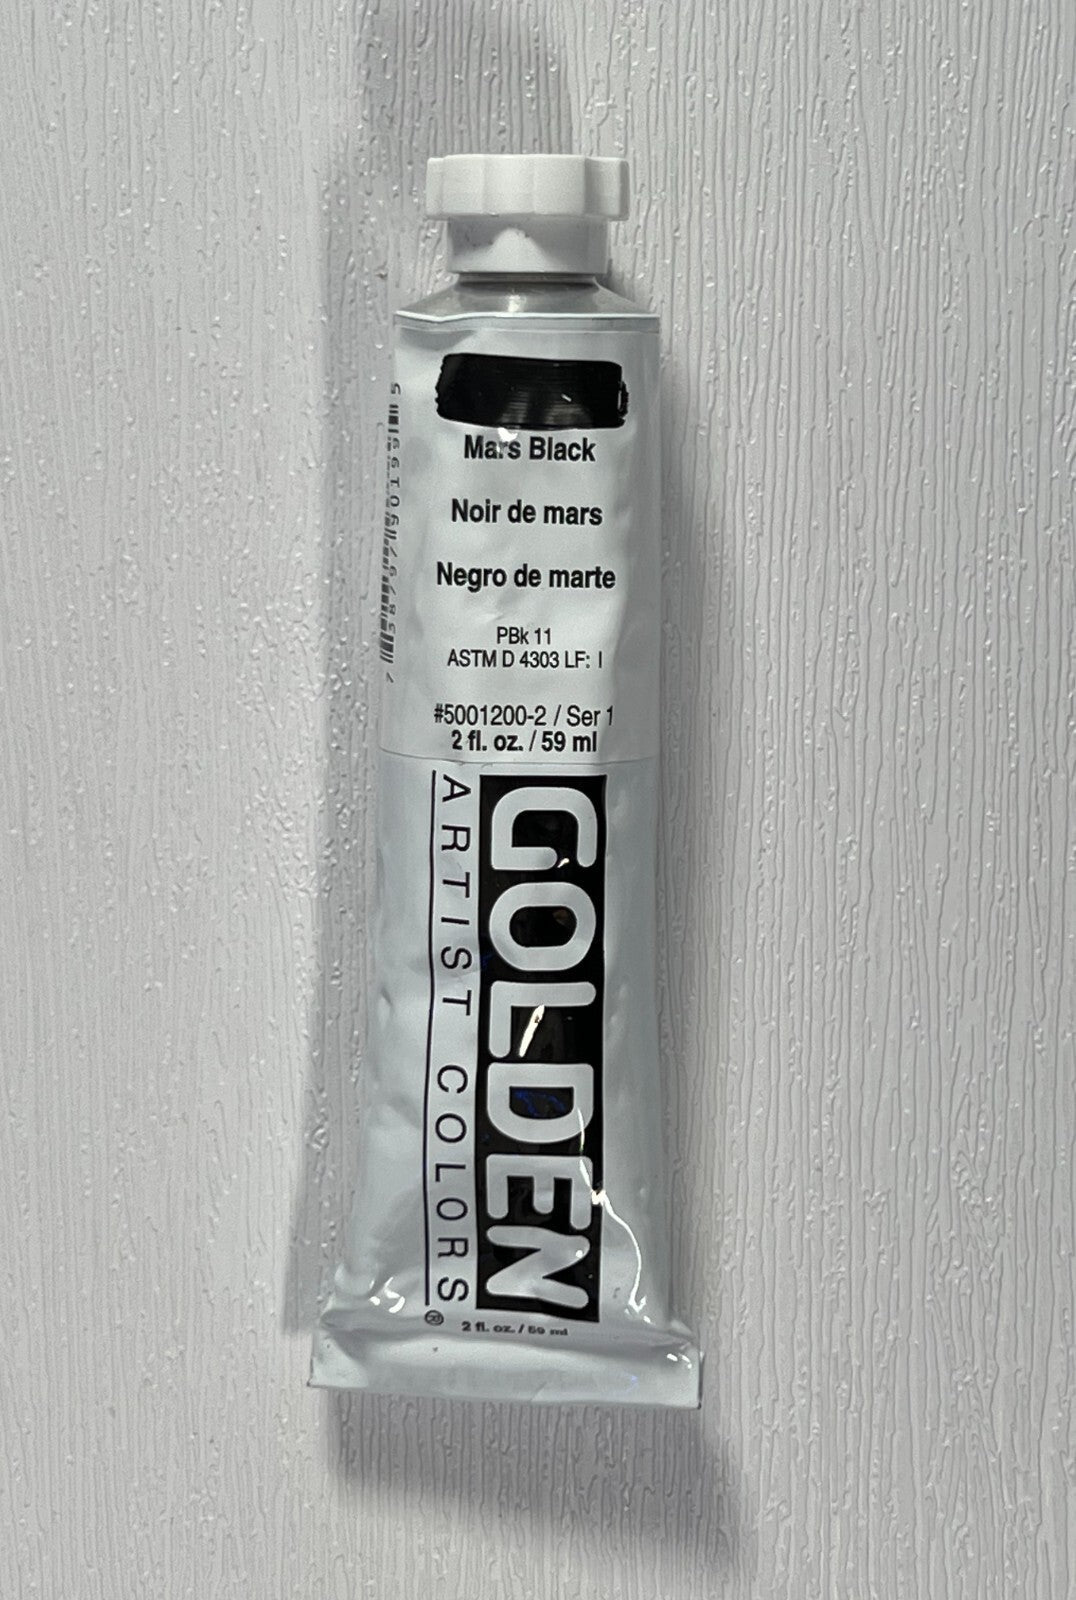 Mars Black
Noir de mars
Negro de marte
PBk 11
ASTM D 4303 LF: I
#5001200-2 / Ser 1
2 fl. oz. / 59 ml
GOLDEN
ARTIST COLORS®
2 fl. oz. / 59 ml